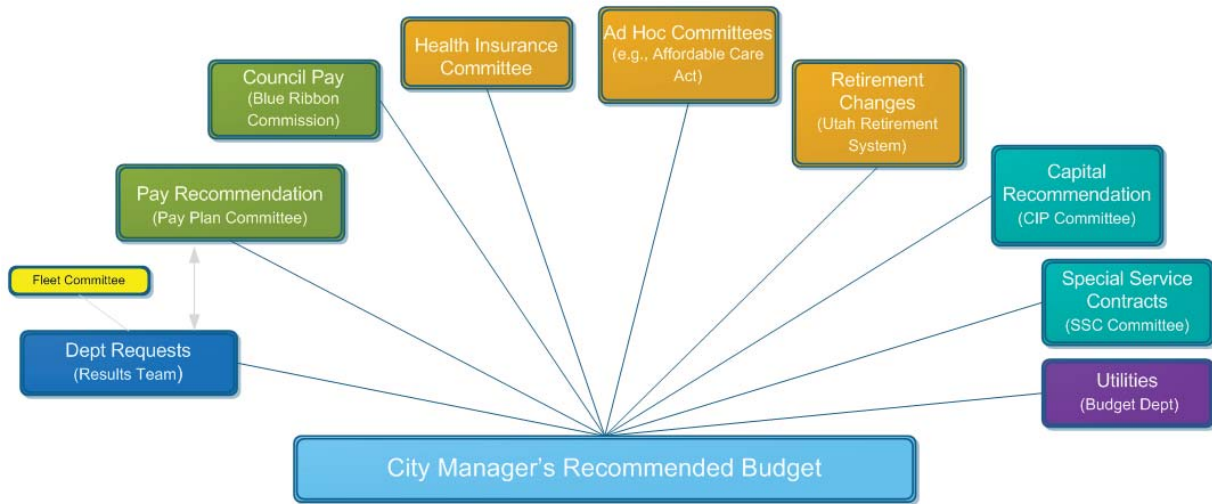 Ad Hoc Committees
(e.g., Affordable Care
Act)
Health Insurance
Committee
Council Pay
(Blue Ribbon
Commission)
Retirement
Changes
(Utah Retirement
System)
Pay Recommendation
(Pay Plan Committee)
Capital
Recommendation
(CIP Committee)
Fleet Committee
Special Service
Contracts
(SSC Committee)
Dept Requests
(Results Team)
Utilities
(Budget Dept)
City Manager's Recommended Budget